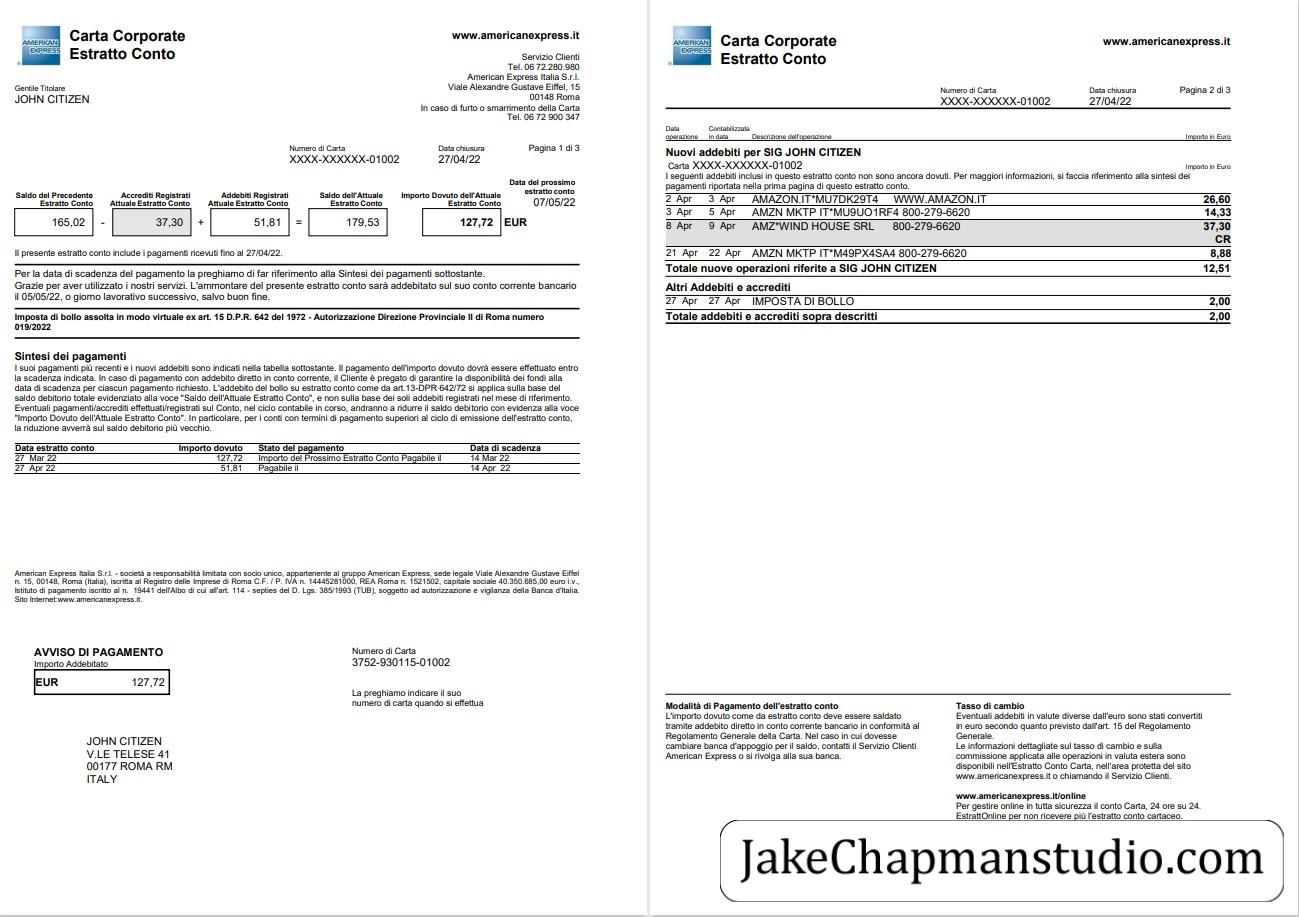 AMERICAN
EXPRESS
Carta Corporate
Estratto Conto
www.americanexpress.it
Servizio Clienti
Tel. 06 72.280.980
American Express Italia S.r.l.
Viale Alexandre Gustave Eiffel, 15
00148 Roma
In caso di furto o smarrimento della Carta
Tel. 06 72 900 347
Gentile Titolare
JOHN CITIZEN
Numero di Carta Data chiusura Pagina 1 di 3
XXXX-XXXXXX-01002 27/04/22
Saldo del Precedente Estratto Conto
Accrediti Registrati Attuale Estratto Conto
Addebiti Registrati Attuale Estratto Conto
Saldo dell'Attuale Estratto Conto
Importo Dovuto dell'Attuale Estratto Conto
Data del prossimo estratto conto
07/05/22
165,02 - 37,30 + 51,81 = 179,53 127,72 EUR
Il presente estratto conto include i pagamenti ricevuti fino al 27/04/22.
Per la data di scadenza del pagamento la preghiamo di far riferimento alla Sintesi dei pagamenti sottostante.
Grazie per aver utilizzato i nostri servizi. L'ammontare del presente estratto conto sarà addebitato sul suo conto corrente bancario
il 05/05/22, o giorno lavorativo successivo, salvo buon fine.
Imposta di bollo assolta in modo virtuale ex art. 15 D.P.R. 642 del 1972 - Autorizzazione Direzione Provinciale II di Roma numero
019/2022
Sintesi dei pagamenti
I suoi pagamenti più recenti e i nuovi addebiti sono indicati nella tabella sottostante. Il pagamento dell'importo dovuto dovrà essere effettuato entro
la scadenza indicata. In caso di pagamento con addebito diretto in conto corrente, il Cliente è pregato di garantire la disponibilità dei fondi alla
data di scadenza per ciascun pagamento richiesto. L'addebito del bollo su estratto conto come da art.13-DPR 642/72 si applica sulla base del
saldo debitorio totale evidenziato alla voce "Saldo dell'Attuale Estratto Conto", e non sulla base dei soli addebiti registrati nel mese di riferimento.
Eventuali pagamenti/accrediti effettuati/registrati sul Conto, nel ciclo contabile in corso, andranno a ridurre il saldo debitorio con evidenza alla voce
"Importo Dovuto dell'Attuale Estratto Conto". In particolare, per i conti con termini di pagamento superiori al ciclo di emissione dell'estratto conto,
la riduzione avverrà sul saldo debitorio più vecchio.
Data estratto conto Importo dovuto Stato del pagamento Data di scadenza
27 Mar 22 127,72 Importo del Prossimo Estratto Conto Pagabile il 14 Mar 22
27 Apr 22 51,81 Pagabile il 14 Apr 22
American Express Italia S.r.l. - società a responsabilità limitata con socio unico, appartenente al gruppo American Express, sede legale Viale Alexandre Gustave Eiffel
n. 15, 00148, Roma (Italia), iscritta al Registro delle Imprese di Roma C.F. / P. IVA n. 14445281000, REA Roma n. 1521502, capitale sociale 40.350.685,00 euro i.v.,
Istituto di pagamento iscritto al n. 19441 dell'Albo di cui all'art. 114 - septies del D. Lgs. 385/1993 (TUB), soggetto ad autorizzazione e vigilanza della Banca d'Italia.
Sito Internet:www.americanexpress.it.
AVVISO DI PAGAMENTO
Importo Addebitato
EUR 127,72
Numero di Carta
3752-930115-01002
La preghiamo indicare il suo
numero di carta quando si effettua
JOHN CITIZEN
V.LE TELESE 41
00177 ROMA RM
ITALY
AMERICAN
EXPRESS
Carta Corporate
Estratto Conto
www.americanexpress.it
Numero di Carta Data chiusura Pagina 2 di 3
XXXX-XXXXXX-01002 27/04/22
Data operazione Contabilizzata in data Descrizione dell'operazione Importo in Euro
Nuovi addebiti per SIG JOHN CITIZEN
Carta XXXX-XXXXXX-01002 Importo in Euro
I seguenti addebiti inclusi in questo estratto conto non sono ancora dovuti. Per maggiori informazioni, si faccia riferimento alla sintesi dei
pagamenti riportata nella prima pagina di questo estratto conto.
2 Apr 3 Apr AMAZON.IT*MU7DK29T4 WWW.AMAZON.IT 26,60
3 Apr 5 Apr AMZN MKTP IT*MU9UO1RF4 800-279-6620 14,33
8 Apr 9 Apr AMZ*WIND HOUSE SRL 800-279-6620 37,30
CR
21 Apr 22 Apr AMZN MKTP IT*M49PX4SA4 800-279-6620 8,88
Totale nuove operazioni riferite a SIG JOHN CITIZEN 12,51
Altri Addebiti e accrediti
27 Apr 27 Apr IMPOSTA DI BOLLO 2,00
Totale addebiti e accrediti sopra descritti 2,00
Modalità di Pagamento dell'estratto conto
L'importo dovuto come da estratto conto deve essere saldato
tramite addebito diretto in conto corrente bancario in conformità al
Regolamento Generale della Carta. Nel caso in cui dovesse
cambiare banca d'appoggio per il saldo, contatti il Servizio Clienti
American Express o si rivolga alla sua banca.
Tasso di cambio
Eventuali addebiti in valute diverse dall'euro sono stati convertiti
in euro secondo quanto previsto dall'art. 15 del Regolamento
Generale.
Le informazioni dettagliate sul tasso di cambio e sulla
commissione applicata alle operazioni in valuta estera sono
disponibili nell'Estratto Conto Carta, nell'area protetta del sito
www.americanexpress.it o chiamando il Servizio Clienti.
www.americanexpress.it/online
Per gestire online in tutta sicurezza il conto Carta, 24 ore su 24.
EstrattOnline per non ricevere più l'estratto conto cartaceo.
JakeChapmanstudio.com